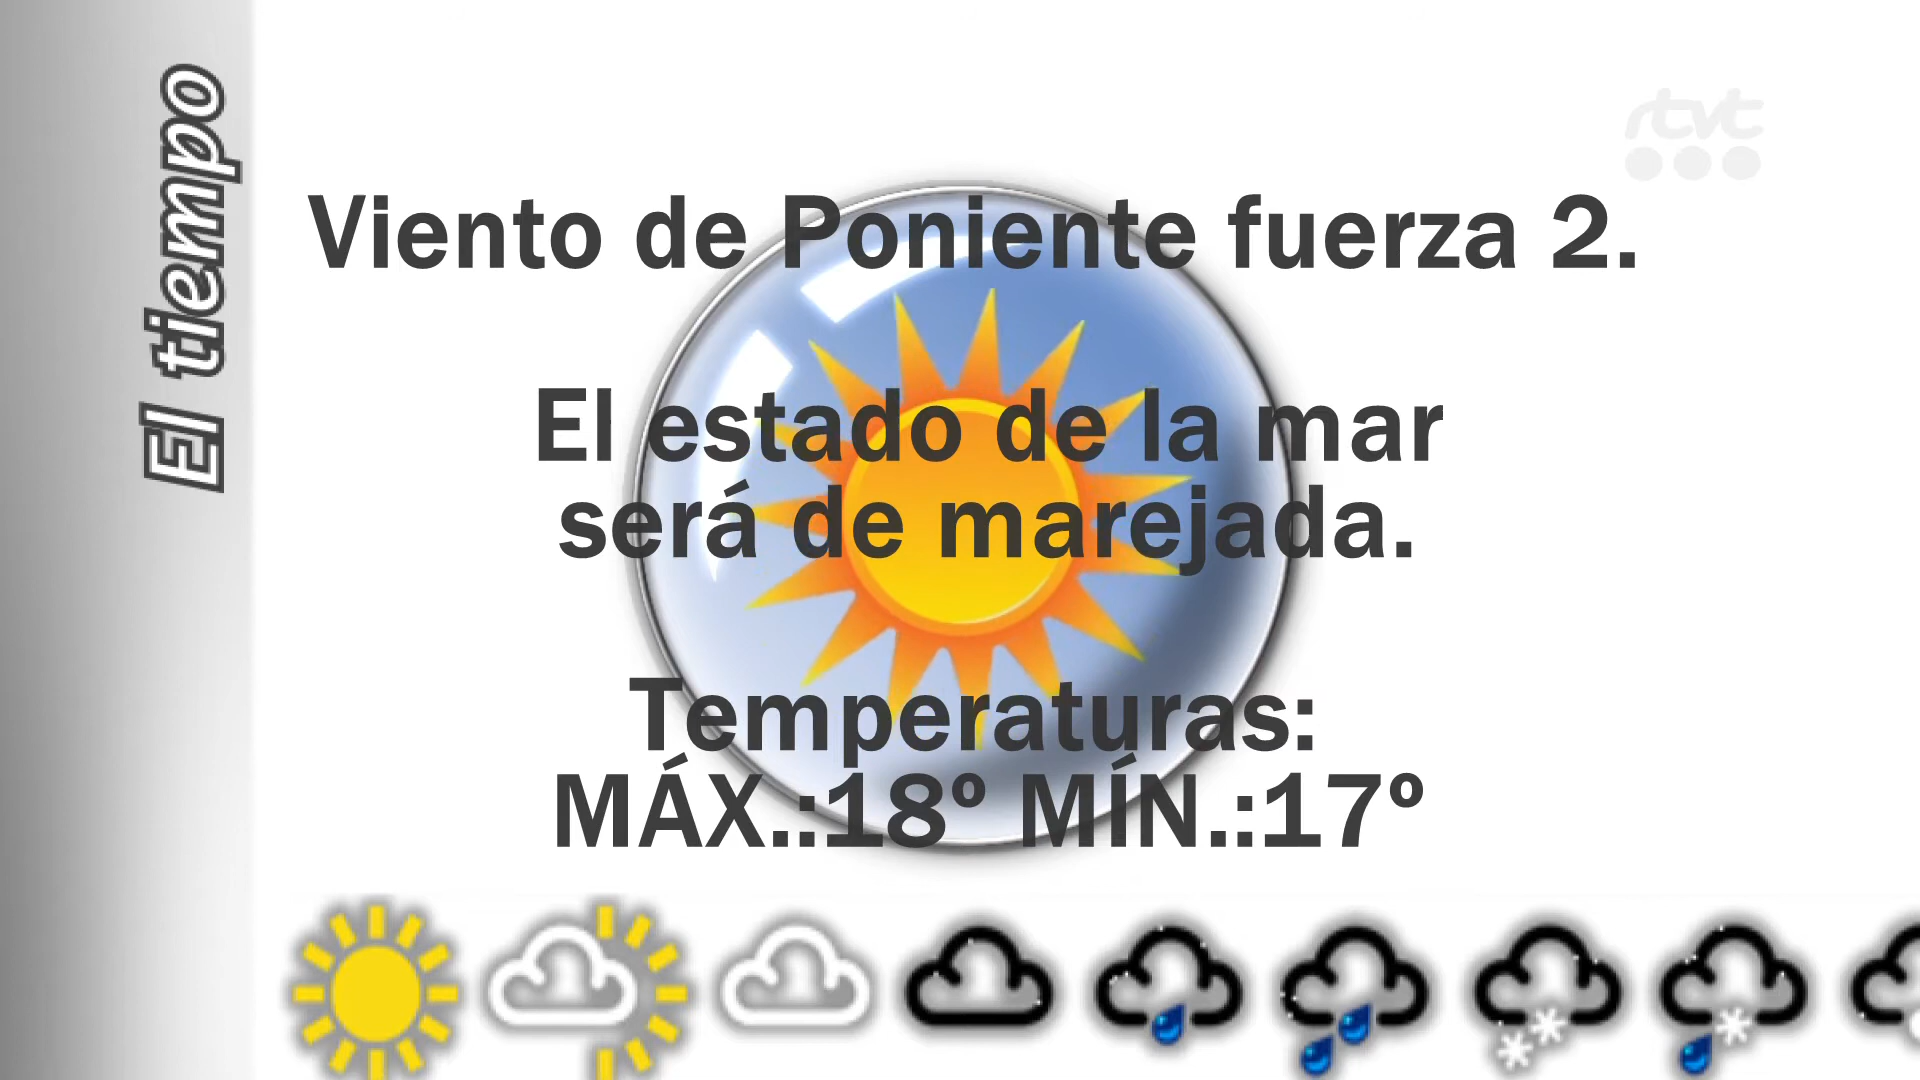 El tiempo
rtvt
Viento de Poniente fuerza 2.
El estado de la mar
será de marejada.
Temperaturas:
MÁX.:18º MÍN.:17º